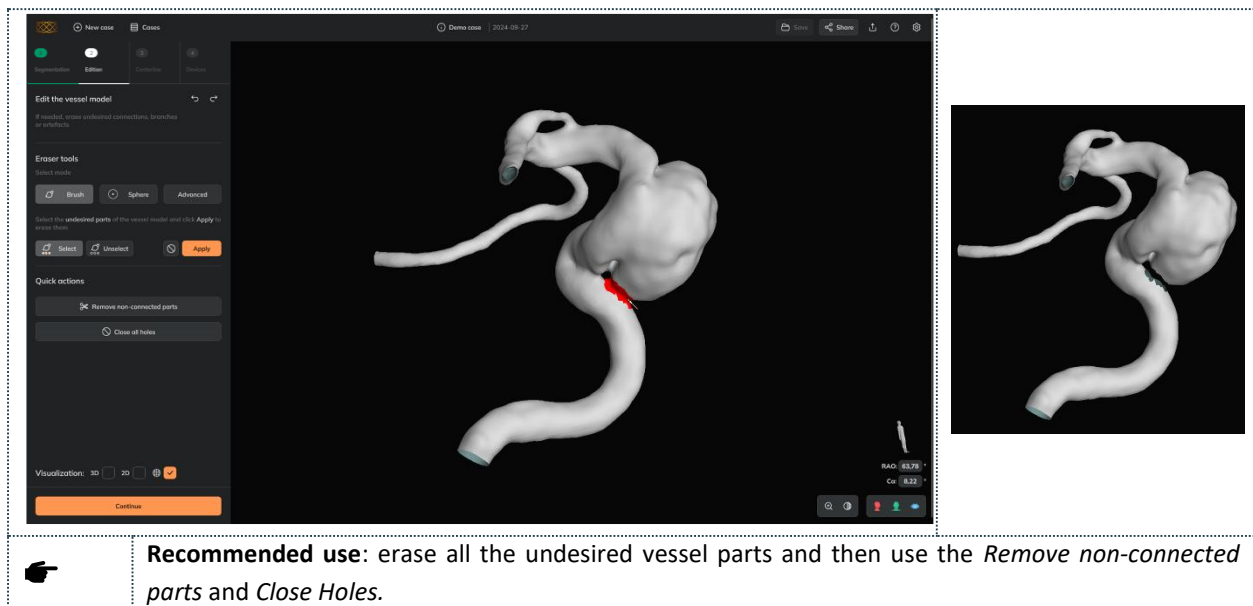 New case
Cases
Demo case 2024-09-27
Save
Share
1
2
3
4
Segmentation
Edition
Centerline
Devices
Edit the vessel model
If needed, erase undesired connections, branches
or artefacts
Eraser tools
Select mode
Brush
Sphere
Advanced
Select the undesired parts of the vessel model and click Apply to
erase them
Select
Unselect
Apply
Quick actions
Remove non-connected parts
Close all holes
Visualization: 3D 2D
Continue
RAO: 63,78 °
Ca: 8,22 °
Recommended use: erase all the undesired vessel parts and then use the Remove non-connected
parts and Close Holes.